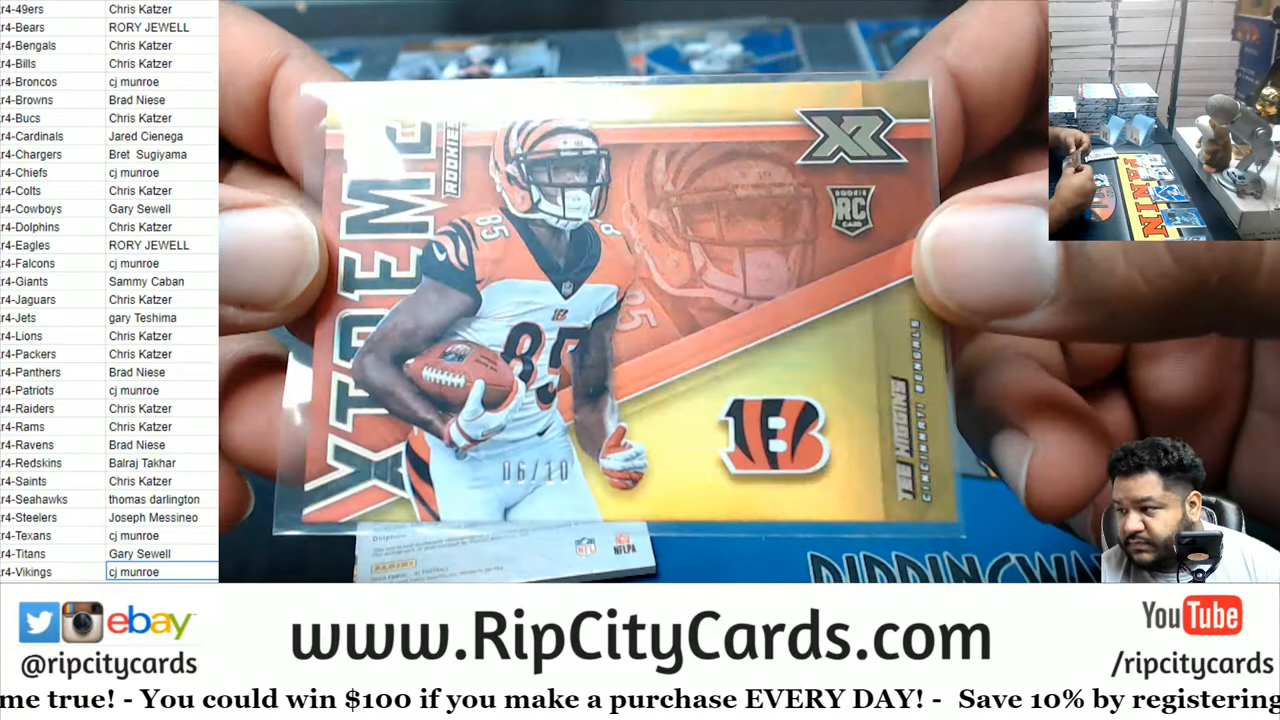 r4-49ers Chris Katzer
r4-Bears RORY JEWELL
r4-Bengals Chris Katzer
r4-Bills Chris Katzer
r4-Broncos cj munroe
r4-Browns Brad Niese
r4-Bucs Chris Katzer
r4-Cardinals Jared Cienega
r4-Chargers Bret Sugiyama
r4-Chiefs cj munroe
r4-Colts Chris Katzer
r4-Cowboys Gary Sewell
r4-Dolphins Chris Katzer
r4-Eagles RORY JEWELL
r4-Falcons cj munroe
r4-Giants Sammy Caban
r4-Jaguars Chris Katzer
r4-Jets gary Teshima
r4-Lions Chris Katzer
r4-Packers Chris Katzer
r4-Panthers Brad Niese
r4-Patriots cj munroe
r4-Raiders Chris Katzer
r4-Rams Chris Katzer
r4-Ravens Brad Niese
r4-Redskins Balraj Takhar
r4-Saints Chris Katzer
r4-Seahawks thomas darlington
r4-Steelers Joseph Messineo
r4-Texans cj munroe
r4-Titans Gary Sewell
r4-Vikings cj munroe
ROOKIES
XR
ROOKIE
RC
CARD
85
85
85
06/10
B
TEE HIGGINS
CINCINNATI BENGALS
Dolphins
PANINI
NFL
NFLPA
PANINI
ebay
@ripcitycards
www.RipCityCards.com
YouTube
/ripcitycards
me true! - You could win $100 if you make a purchase EVERY DAY! - Save 10% by registering